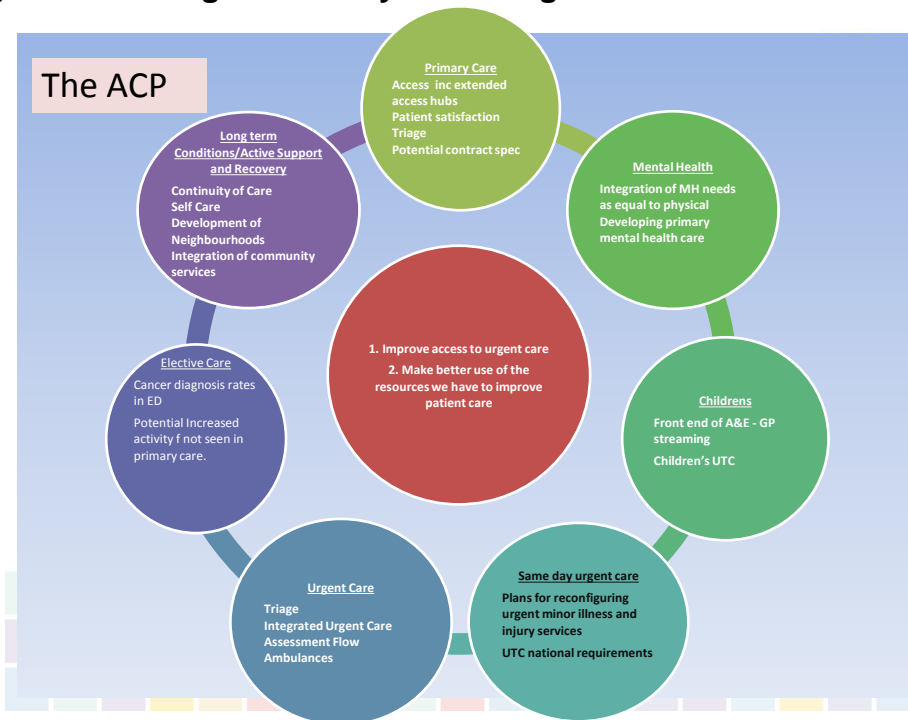 The ACP
Primary Care
Access inc extended
access hubs
Patient satisfaction
Triage
Potential contract spec
Mental Health
Integration of MH needs
as equal to physical
Developing primary
mental health care
Childrens
Front end of A&E - GP
streaming
Children's UTC
Same day urgent care
Plans for reconfiguring
urgent minor illness and
injury services
UTC national requirements
Urgent Care
Triage
Integrated Urgent Care
Assessment Flow
Ambulances
Elective Care
Cancer diagnosis rates
in ED
Potential Increased
activity f not seen in
primary care.
Long term
Conditions/Active Support
and Recovery
Continuity of Care
Self Care
Development of
Neighbourhoods
Integration of community
services
1. Improve access to urgent care
2. Make better use of the
resources we have to improve
patient care